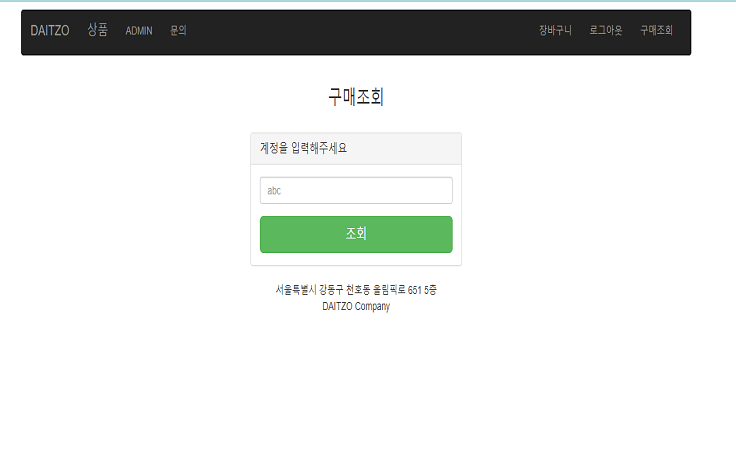 DAITZO 상품 ADMIN 문의 장바구니 로그아웃 구매조회
구매조회
계정을 입력해주세요
abc
조회
서울특별시 강동구 천호동 올림픽로 651 5층
DAITZO Company